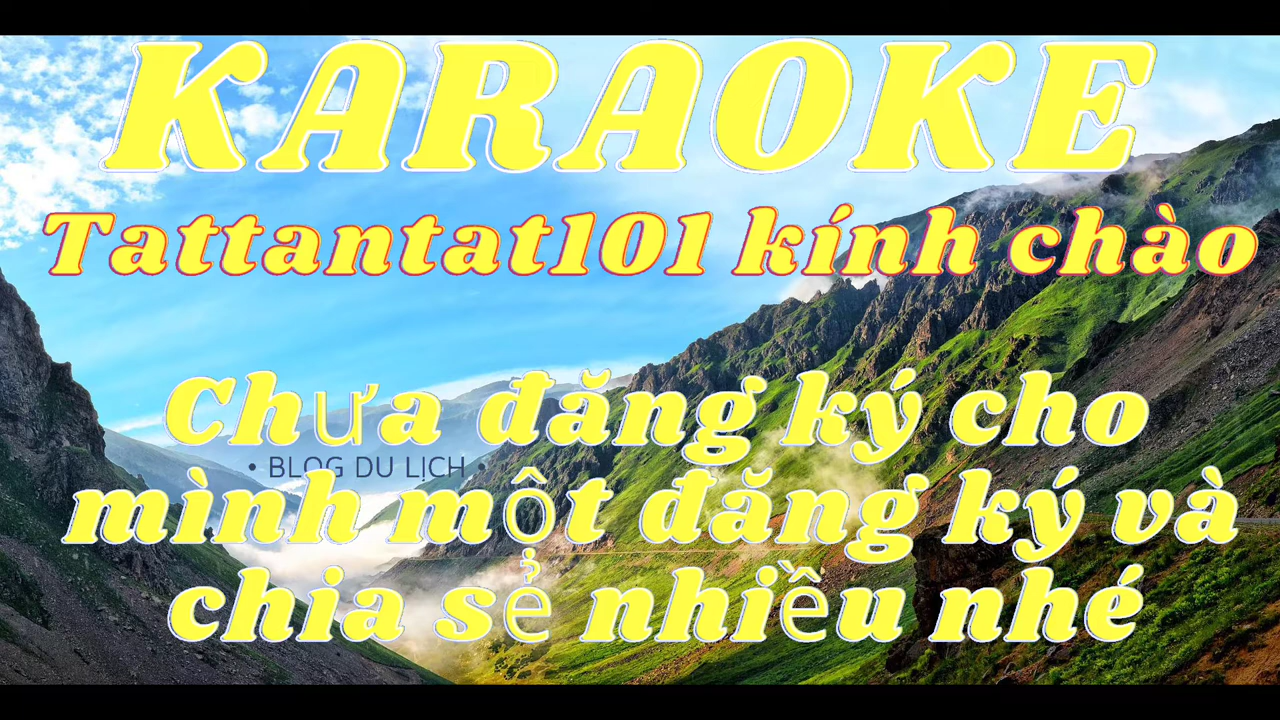 KARAOKE
Tattantat101 kính chào
Chưa đăng ký cho
• BLOG DU LỊCH •
mình một đăng ký và
chia sẻ nhiều nhé